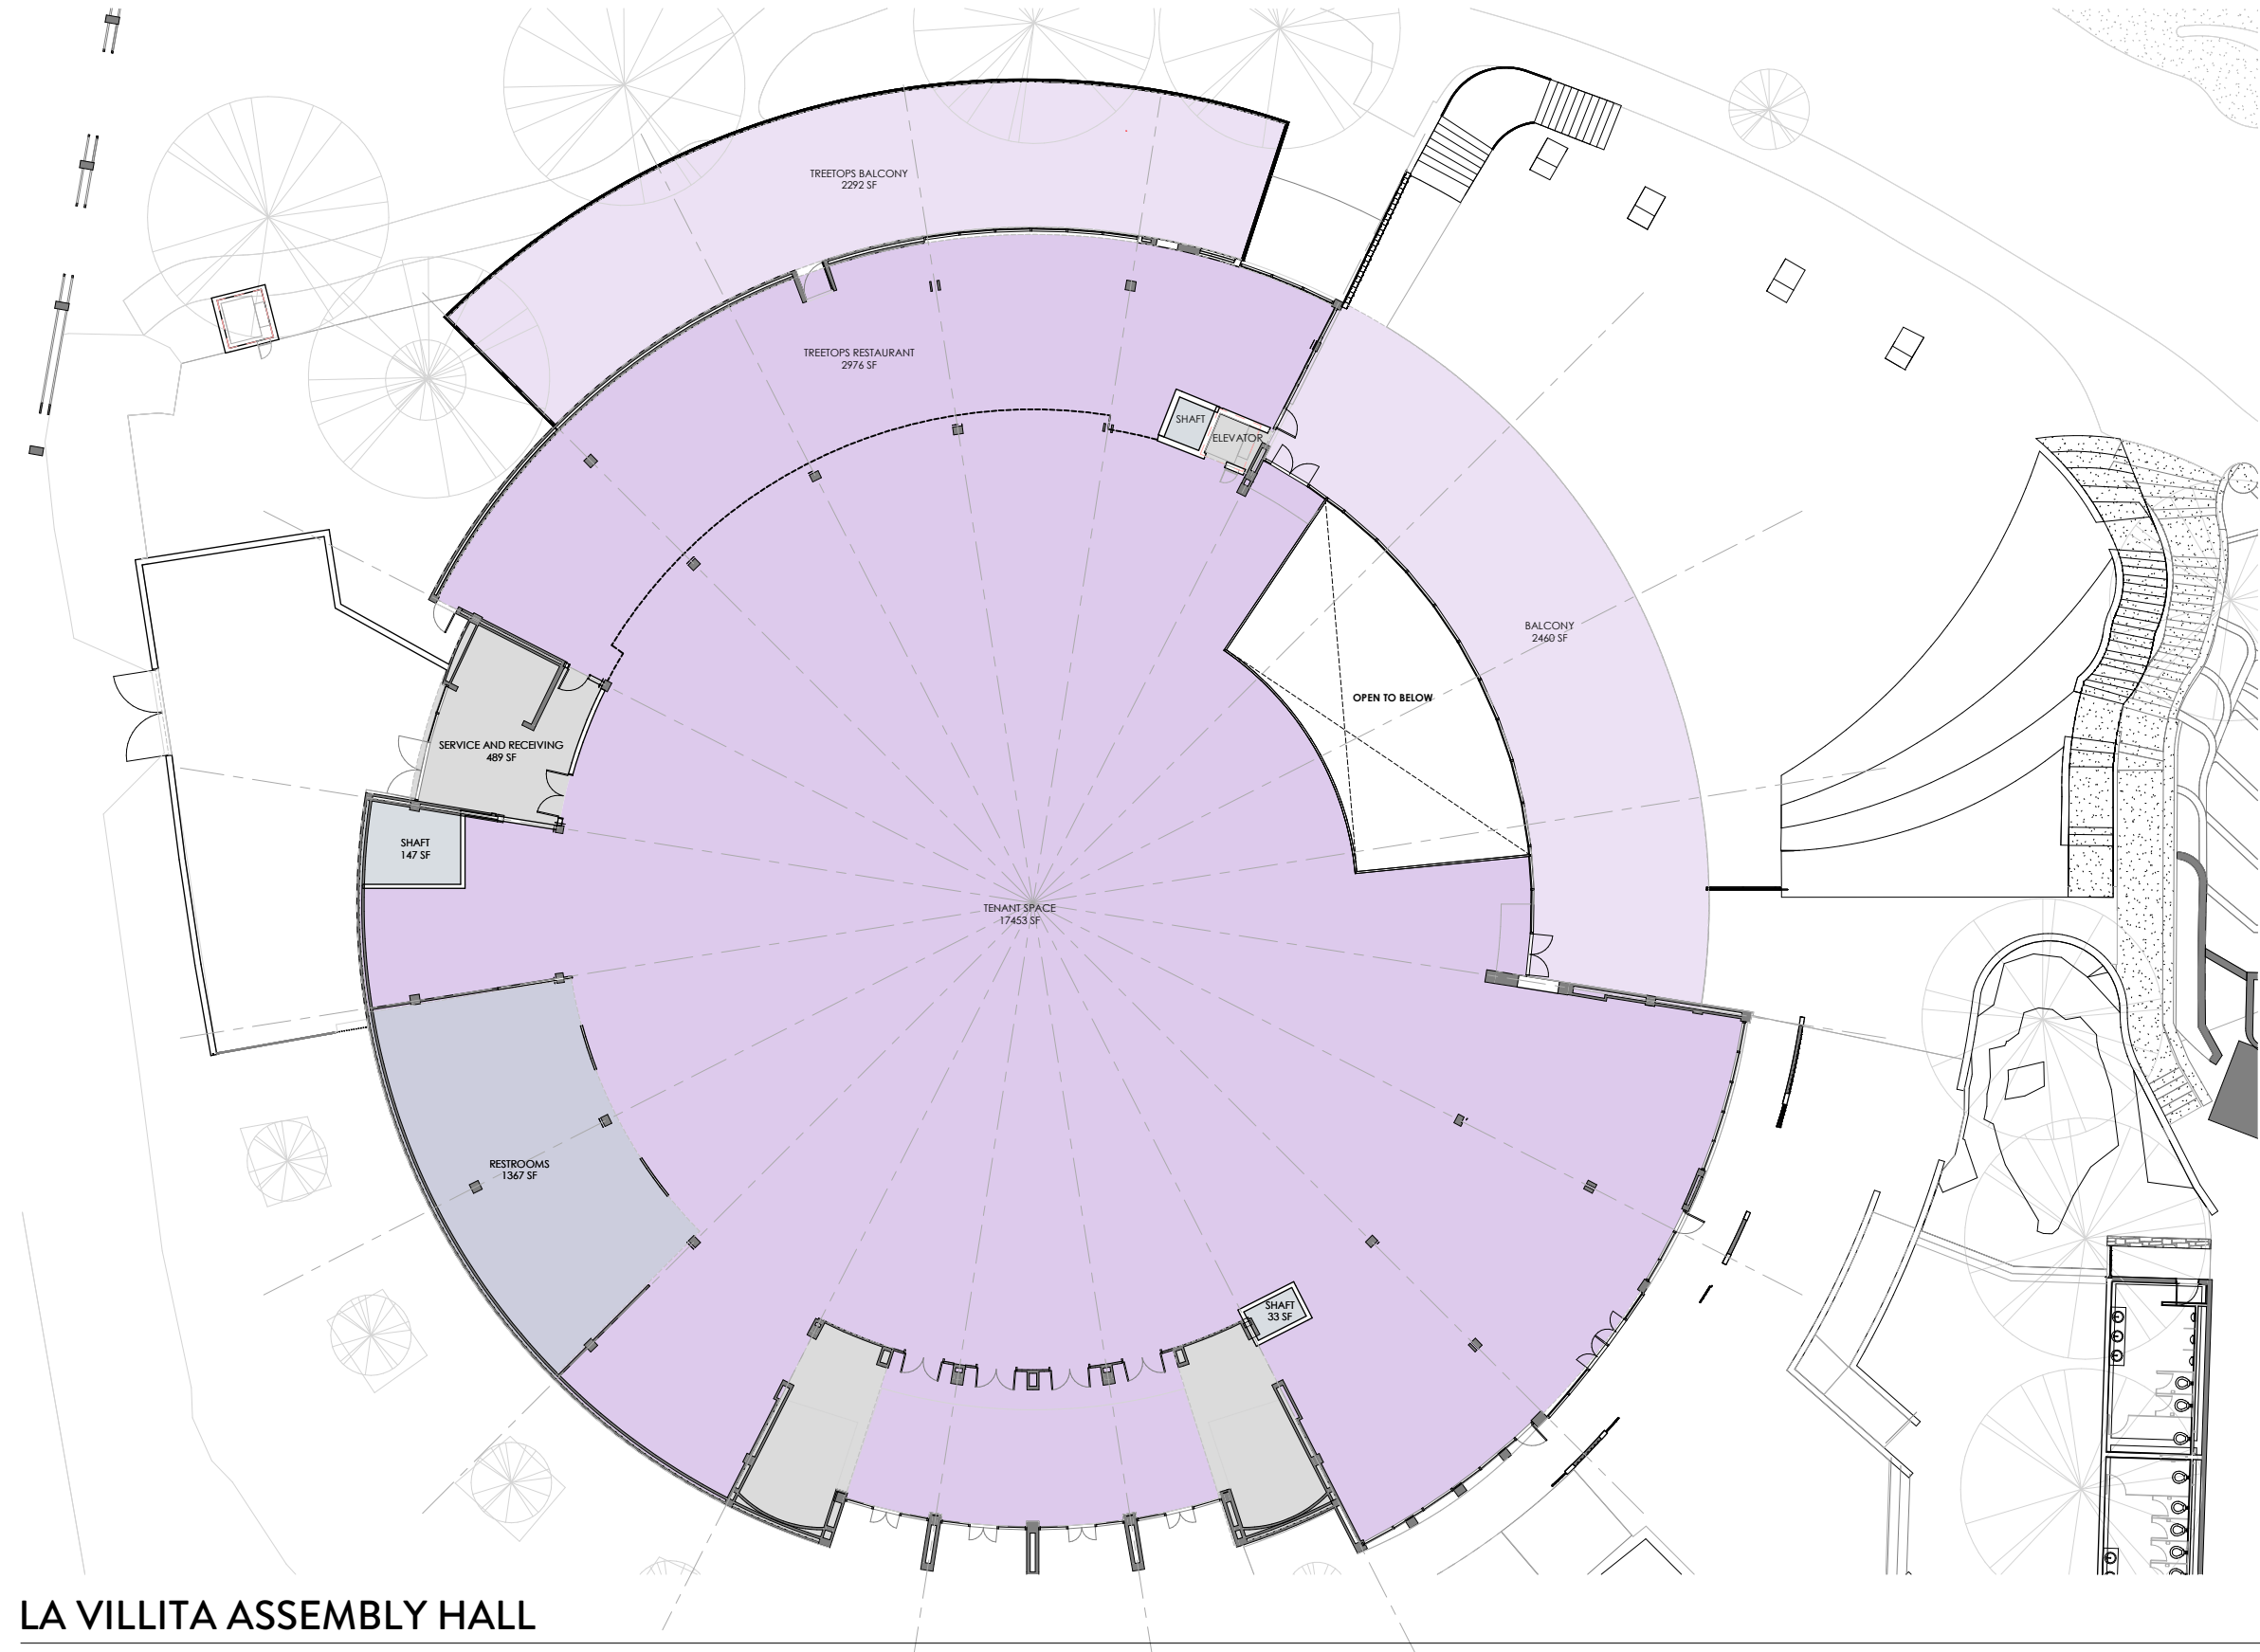 TREETOPS BALCONY
2292 SF
TREETOPS RESTAURANT
2976 SF
SHAFT
ELEVATOR
BALCONY
2460 SF
OPEN TO BELOW
SERVICE AND RECEIVING
489 SF
SHAFT
147 SF
TENANT SPACE
17453 SF
RESTROOMS
1367 SF
SHAFT
33 SF
LA VILLITA ASSEMBLY HALL